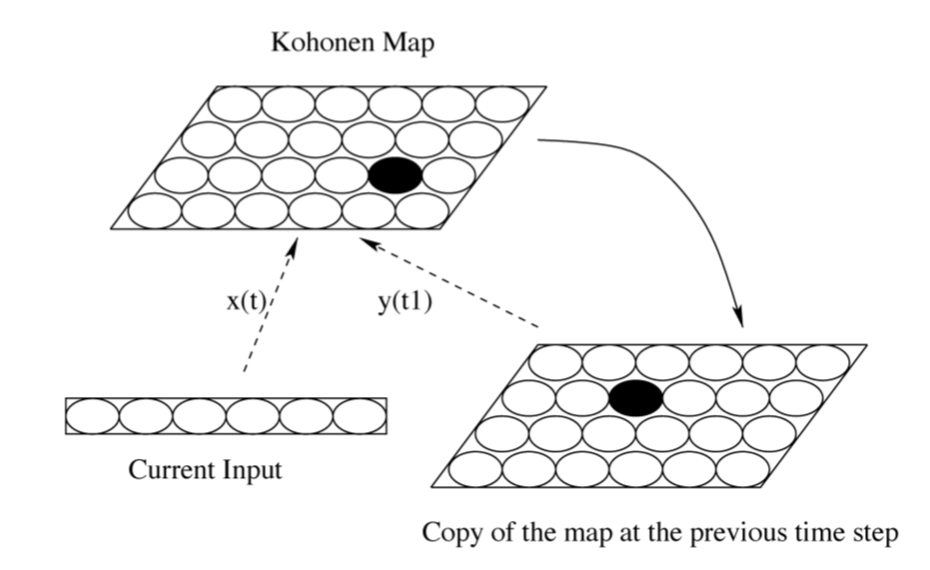 Kohonen Map
x(t)
y(t1)
Current Input
Copy of the map at the previous time step